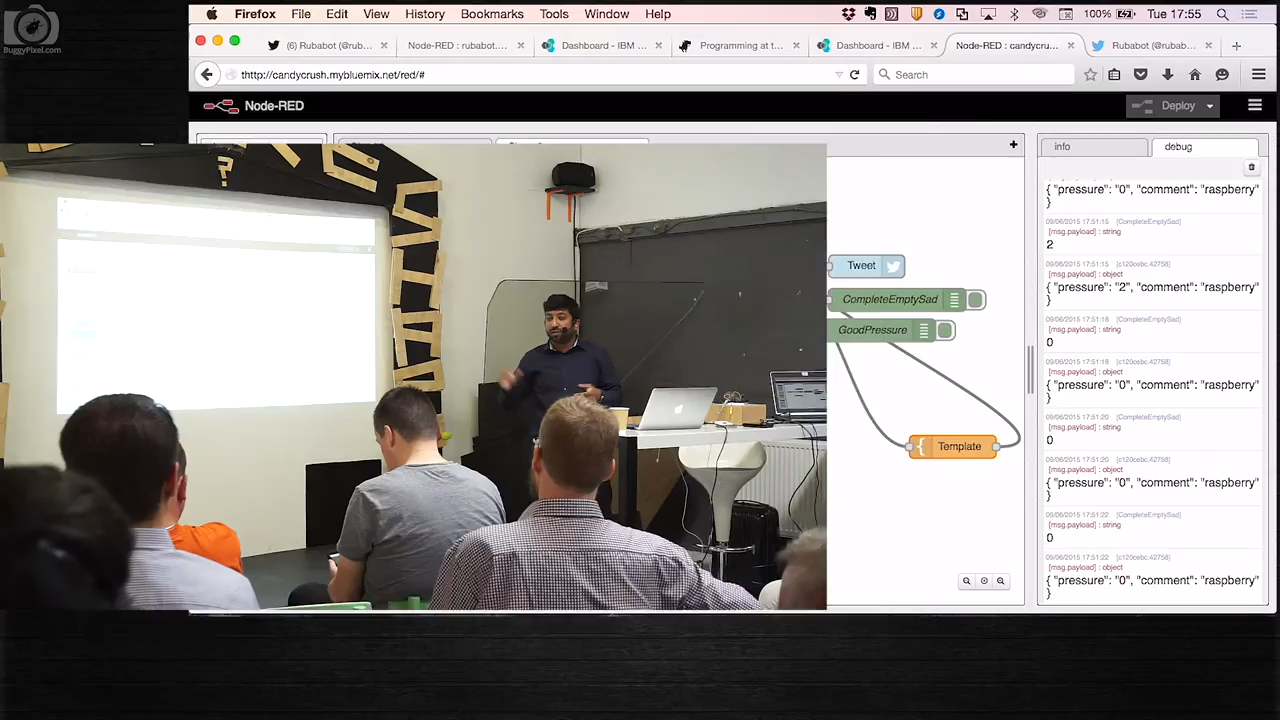 BuggyPixel.com
Firefox File Edit View History Bookmarks Tools Window Help
100% Tue 17:55
(6) Rubabot (@rub...
Node-RED : rubabot.m...
Dashboard - IBM ...
Programming at t...
Dashboard - IBM ...
Node-RED : candycru...
Rubabot (@rubab...
http://candycrush.mybluemix.net/red/#
Search
Node-RED
Deploy
info
debug
{ "pressure": "0", "comment": "raspberry"
}
09/06/2015 17:51:15 [CompleteEmptySad]
[msg.payload] : string
2
09/06/2015 17:51:15 [c120cebc.42758]
[msg.payload] : object
{ "pressure": "2", "comment": "raspberry"
}
09/06/2015 17:51:18 [CompleteEmptySad]
[msg.payload] : string
0
09/06/2015 17:51:18 [c120cebc.42758]
[msg.payload] : object
{ "pressure": "0", "comment": "raspberry"
}
09/06/2015 17:51:20 [CompleteEmptySad]
[msg.payload] : string
0
09/06/2015 17:51:20 [c120cebc.42758]
[msg.payload] : object
{ "pressure": "0", "comment": "raspberry"
}
09/06/2015 17:51:22 [CompleteEmptySad]
[msg.payload] : string
0
09/06/2015 17:51:22 [c120cebc.42758]
[msg.payload] : object
{ "pressure": "0", "comment": "raspberry"
}
Tweet
CompleteEmptySad
GoodPressure
Template
?